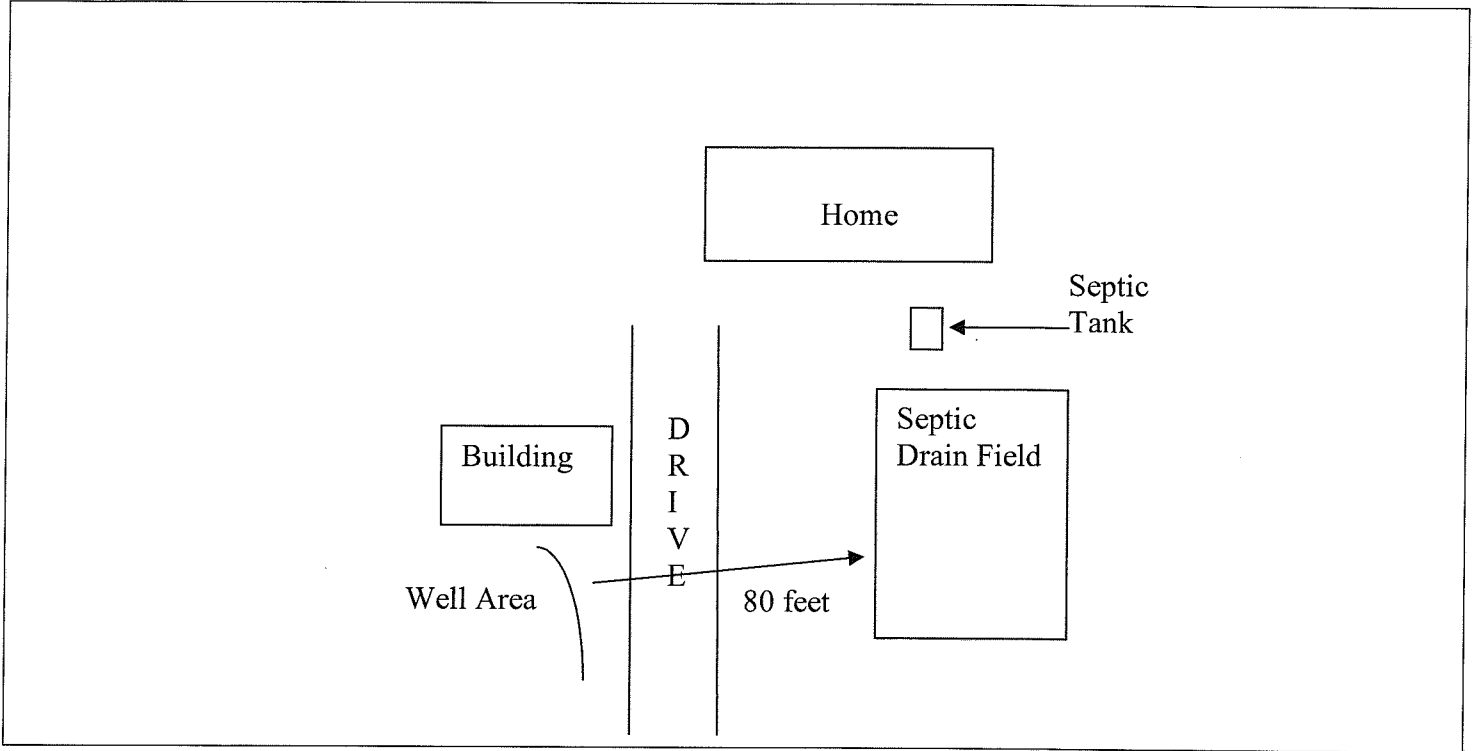 Home
Septic
Tank
Septic
Drain Field
Building
D
R
I
V
E
Well Area
80 feet